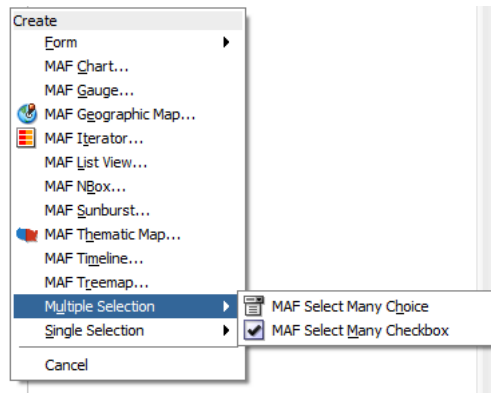 Create
Form
MAF Chart...
MAF Gauge...
MAF Geographic Map...
MAF Iterator...
MAF List View...
MAF NBox...
MAF Sunburst...
MAF Thematic Map...
MAF Timeline...
MAF Treemap...
Multiple Selection
MAF Select Many Choice
Single Selection
MAF Select Many Checkbox
Cancel